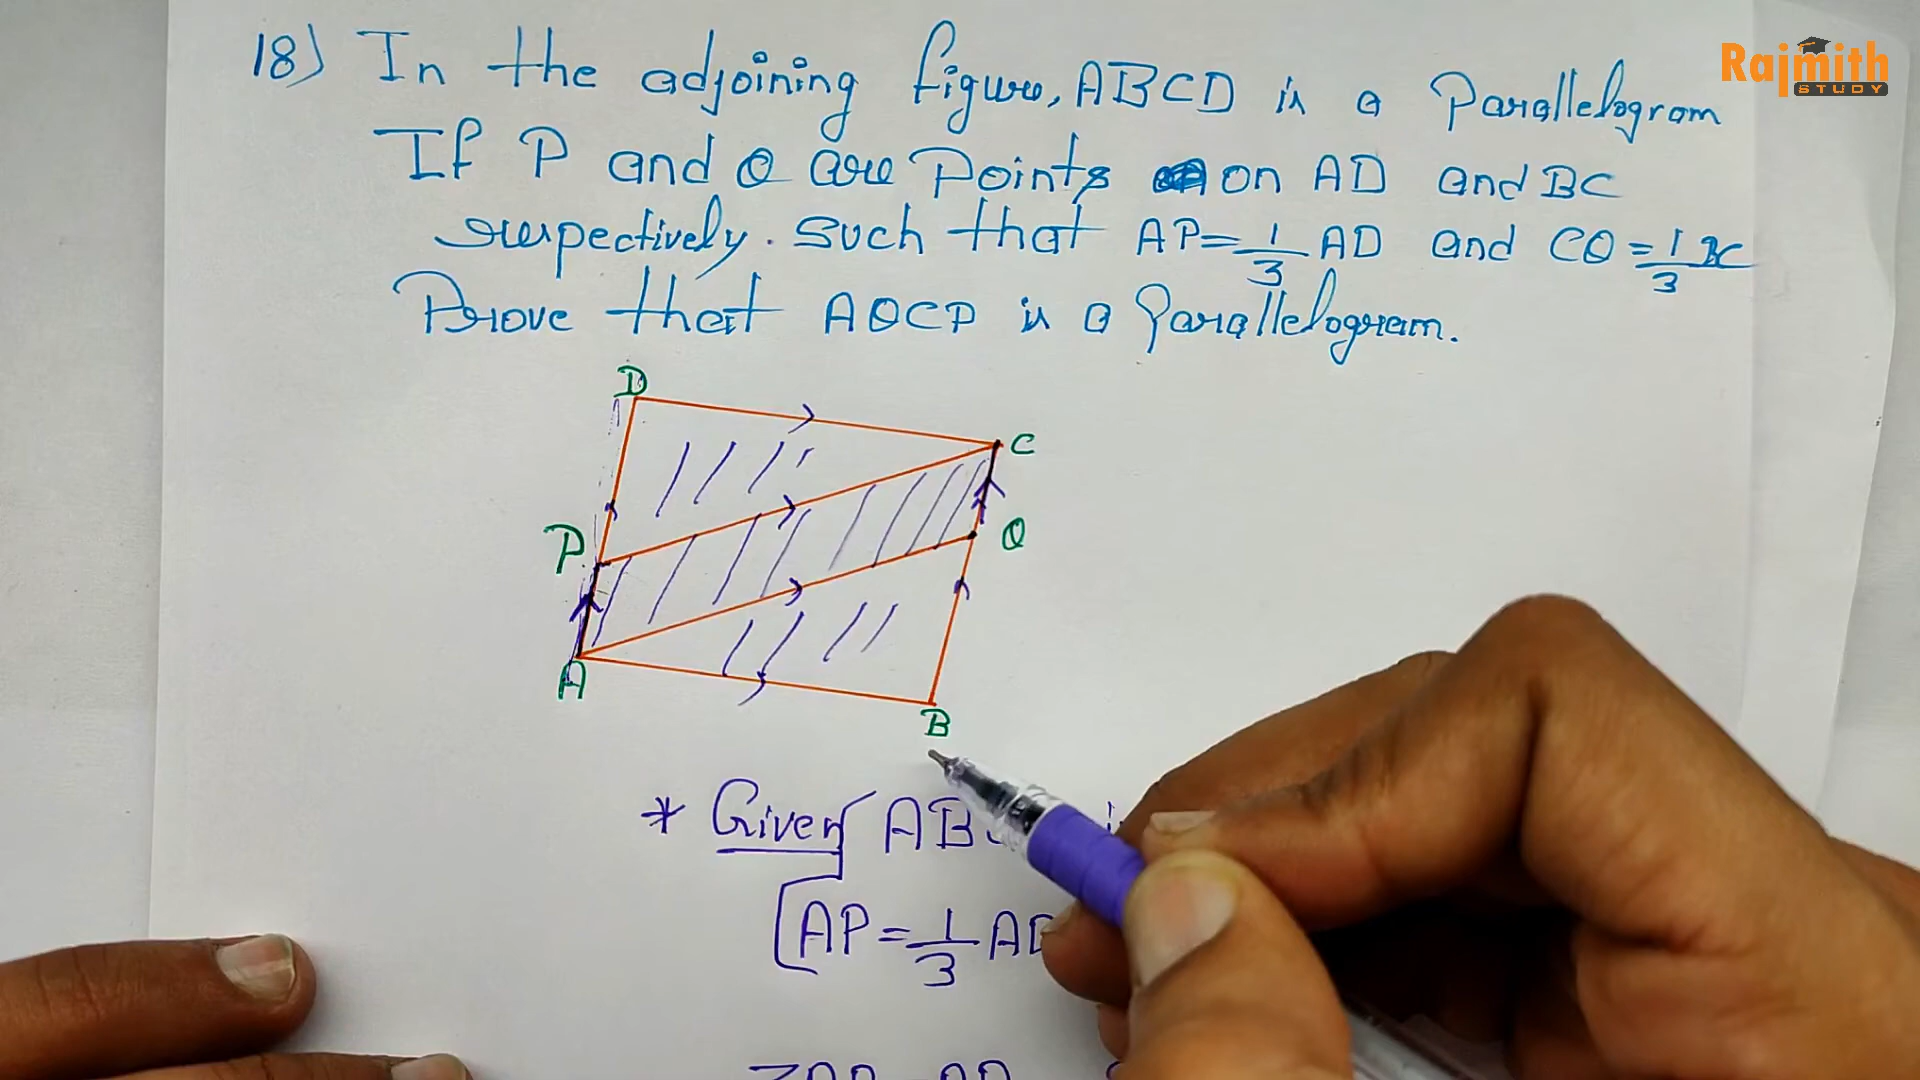 Rajmith
STUDY
18) In the adjoining figure, ABCD is a Parallelogram
If P and Q are Points on AD and BC
respectively. Such that AP = 1/3 AD and CQ = 1/3 BC
Prove that AQCP is a Parallelogram.
D
C
P
Q
A
B
* Given AB
AP = 1/3 AD